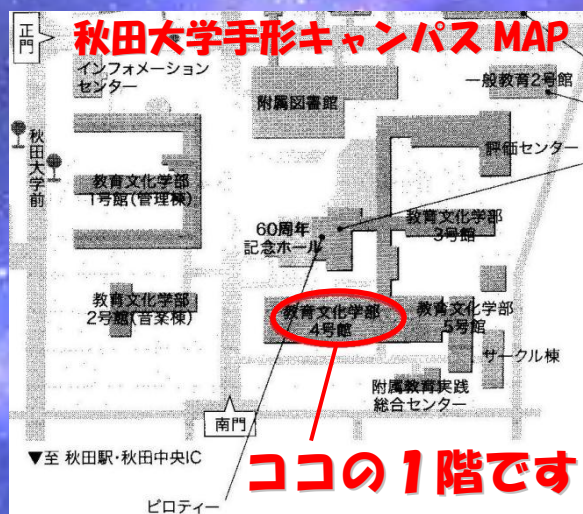 正門
秋田大学手形キャンパス MAP
インフォメーション
センター
附属図書館
一般教育2号館
秋田大学前
評価センター
教育文化学部
1号館(管理棟)
60周年
記念ホール
教育文化学部
3号館
教育文化学部
2号館(音楽棟)
教育文化学部
4号館
教育文化学部
5号館
サークル棟
附属教育実践
総合センター
南門
▼至 秋田駅・秋田中央IC
ココの1階です
ピロティー